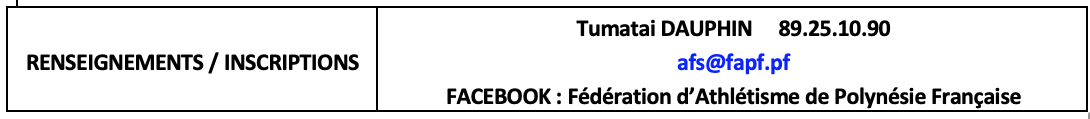 RENSEIGNEMENTS / INSCRIPTIONS
Tumatai DAUPHIN 89.25.10.90
afs@fapf.pf
FACEBOOK : Fédération d’Athlétisme de Polynésie Française